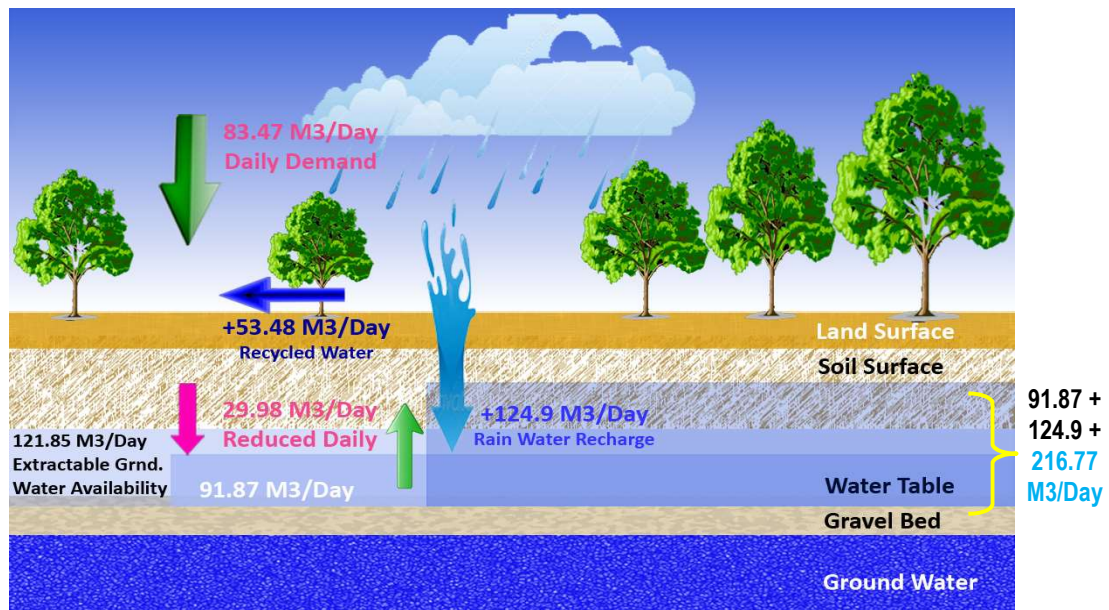 83.47 M3/Day
Daily Demand
+53.48 M3/Day
Recycled Water
Land Surface
Soil Surface
29.98 M3/Day
Reduced Daily
+124.9 M3/Day
Rain Water Recharge
121.85 M3/Day
Extractable Grnd.
Water Availability
91.87 M3/Day
Water Table
Gravel Bed
Ground Water
91.87 +
124.9 +
216.77
M3/Day